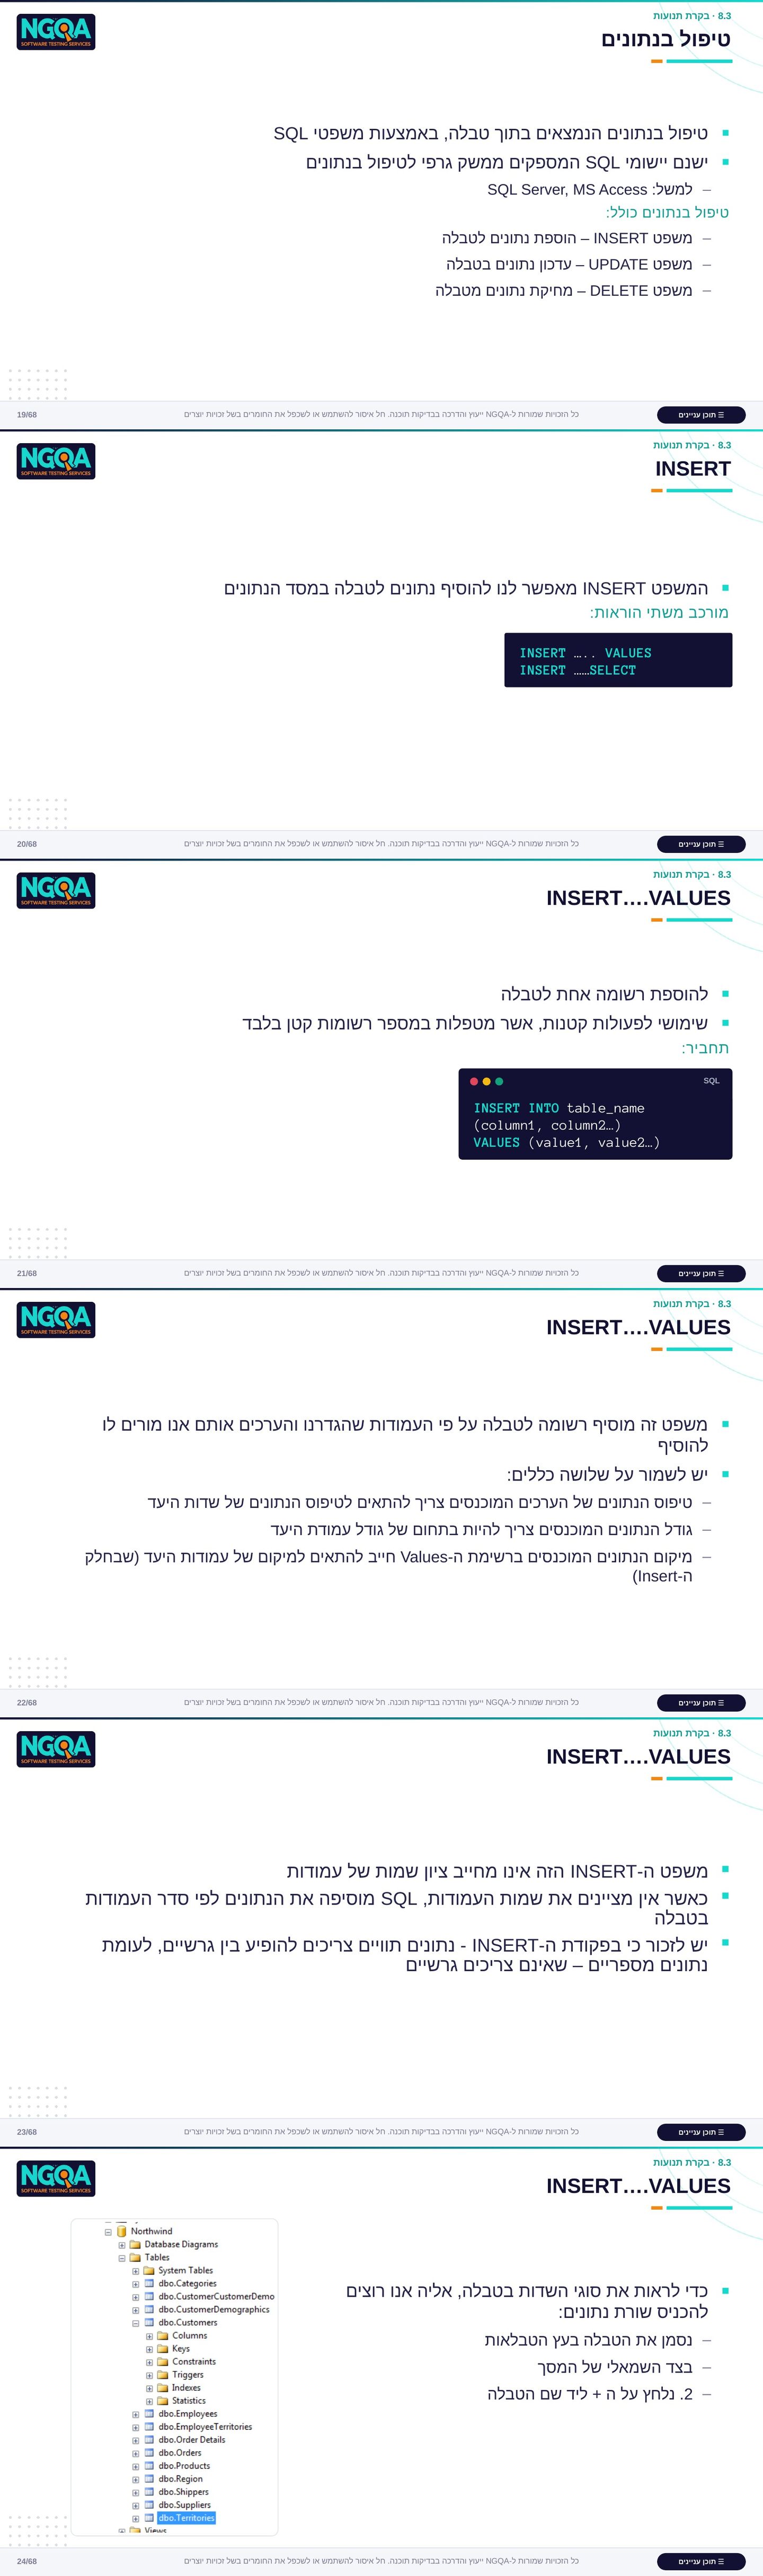 8.3 · בקרת תנועות
NGQA
SOFTWARE TESTING SERVICES
טיפול בנתונים
טיפול בנתונים הנמצאים בתוך טבלה, באמצעות משפטי SQL
ישנם יישומי SQL המספקים ממשק גרפי לטיפול בנתונים
– למשל: SQL Server, MS Access
טיפול בנתונים כולל:
– משפט INSERT – הוספת נתונים לטבלה
– משפט UPDATE – עדכון נתונים בטבלה
– משפט DELETE – מחיקת נתונים מטבלה
☰ תוכן עניינים
כל הזכויות שמורות ל-NGQA ייעוץ והדרכה בבדיקות תוכנה. חל איסור להשתמש או לשכפל את החומרים בשל זכויות יוצרים
19/68
8.3 · בקרת תנועות
NGQA
SOFTWARE TESTING SERVICES
INSERT
המשפט INSERT מאפשר לנו להוסיף נתונים לטבלה במסד הנתונים
מורכב משתי הוראות:
INSERT ….. VALUES
INSERT ……SELECT
☰ תוכן עניינים
כל הזכויות שמורות ל-NGQA ייעוץ והדרכה בבדיקות תוכנה. חל איסור להשתמש או לשכפל את החומרים בשל זכויות יוצרים
20/68
8.3 · בקרת תנועות
NGQA
SOFTWARE TESTING SERVICES
INSERT….VALUES
להוספת רשומה אחת לטבלה
שימושי לפעולות קטנות, אשר מטפלות במספר רשומות קטן בלבד
תחביר:
SQL
INSERT INTO table_name
(column1, column2…)
VALUES (value1, value2…)
☰ תוכן עניינים
כל הזכויות שמורות ל-NGQA ייעוץ והדרכה בבדיקות תוכנה. חל איסור להשתמש או לשכפל את החומרים בשל זכויות יוצרים
21/68
8.3 · בקרת תנועות
NGQA
SOFTWARE TESTING SERVICES
INSERT….VALUES
משפט זה מוסיף רשומה לטבלה על פי העמודות שהגדרנו והערכים אותם אנו מורים לו
להוסיף
יש לשמור על שלושה כללים:
– טיפוס הנתונים של הערכים המוכנסים צריך להתאים לטיפוס הנתונים של שדות היעד
– גודל הנתונים המוכנסים צריך להיות בתחום של גודל עמודת היעד
– מיקום הנתונים המוכנסים ברשימת ה-Values חייב להתאים למיקום של עמודות היעד (שבחלק
ה-Insert)
☰ תוכן עניינים
כל הזכויות שמורות ל-NGQA ייעוץ והדרכה בבדיקות תוכנה. חל איסור להשתמש או לשכפל את החומרים בשל זכויות יוצרים
22/68
8.3 · בקרת תנועות
NGQA
SOFTWARE TESTING SERVICES
INSERT….VALUES
משפט ה-INSERT הזה אינו מחייב ציון שמות של עמודות
כאשר אין מציינים את שמות העמודות, SQL מוסיפה את הנתונים לפי סדר העמודות
בטבלה
יש לזכור כי בפקודת ה-INSERT - נתונים תוויים צריכים להופיע בין גרשיים, לעומת
נתונים מספריים – שאינם צריכים גרשיים
☰ תוכן עניינים
כל הזכויות שמורות ל-NGQA ייעוץ והדרכה בבדיקות תוכנה. חל איסור להשתמש או לשכפל את החומרים בשל זכויות יוצרים
23/68
8.3 · בקרת תנועות
NGQA
SOFTWARE TESTING SERVICES
INSERT….VALUES
כדי לראות את סוגי השדות בטבלה, אליה אנו רוצים
להכניס שורת נתונים:
– נסמן את הטבלה בעץ הטבלאות
– בצד השמאלי של המסך
– 2. נלחץ על ה + ליד שם הטבלה
Northwind
Database Diagrams
Tables
System Tables
dbo.Categories
dbo.CustomerCustomerDemo
dbo.CustomerDemographics
dbo.Customers
Columns
Keys
Constraints
Triggers
Indexes
Statistics
dbo.Employees
dbo.EmployeeTerritories
dbo.Order Details
dbo.Orders
dbo.Products
dbo.Region
dbo.Shippers
dbo.Suppliers
dbo.Territories
Views
☰ תוכן עניינים
כל הזכויות שמורות ל-NGQA ייעוץ והדרכה בבדיקות תוכנה. חל איסור להשתמש או לשכפל את החומרים בשל זכויות יוצרים
24/68